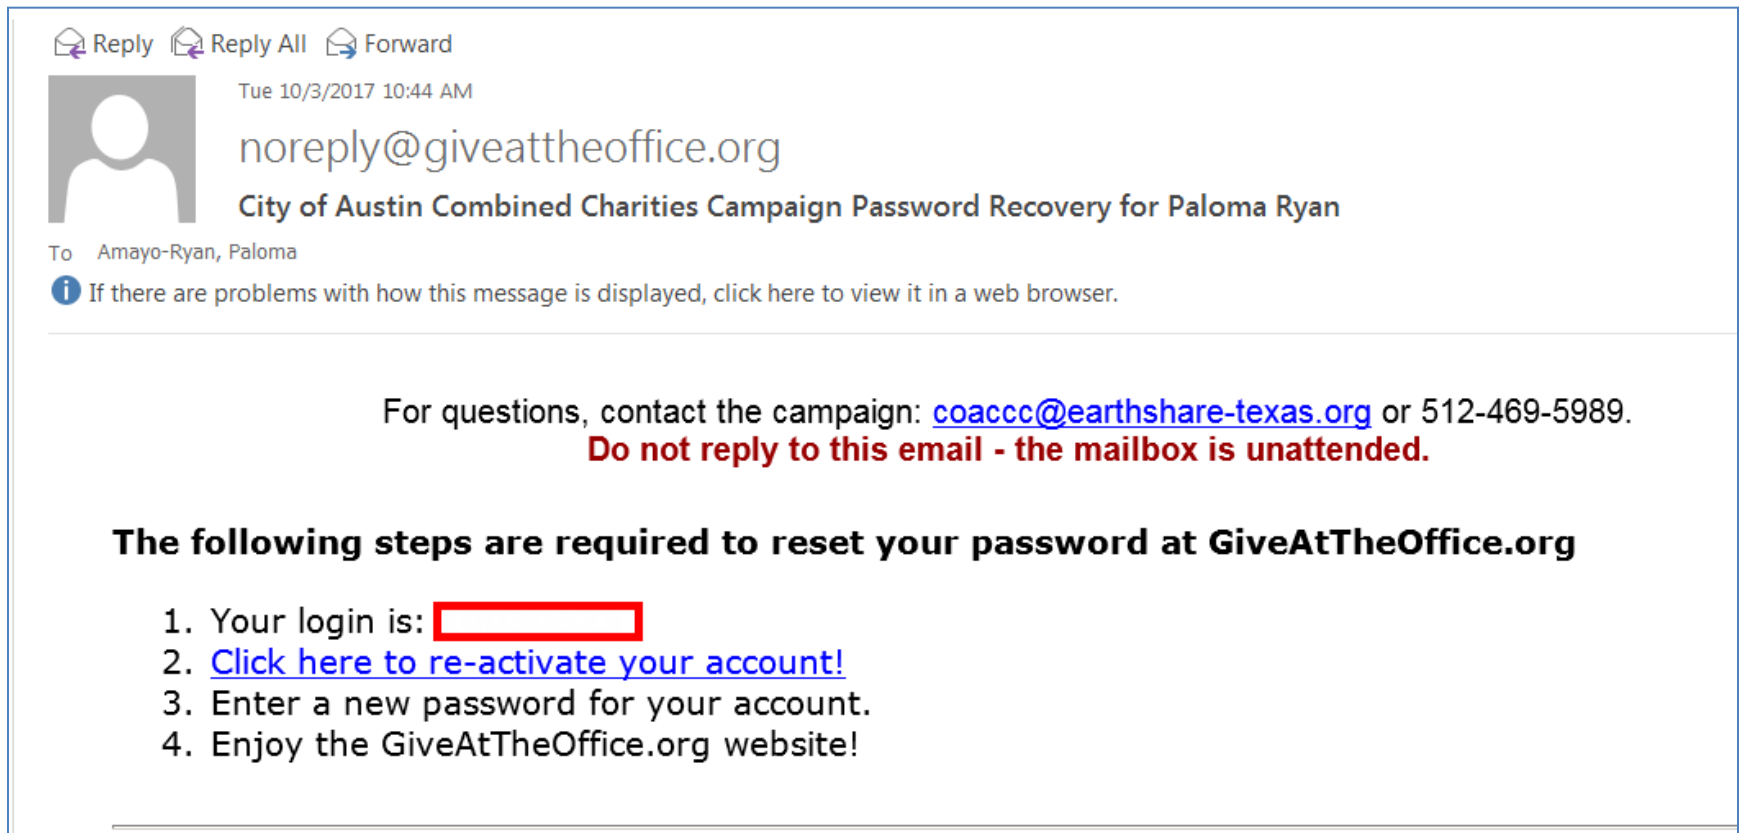 Reply Reply All Forward
Tue 10/3/2017 10:44 AM
noreply@giveattheoffice.org
City of Austin Combined Charities Campaign Password Recovery for Paloma Ryan
To Amayo-Ryan, Paloma
If there are problems with how this message is displayed, click here to view it in a web browser.
For questions, contact the campaign: coaccc@earthshare-texas.org or 512-469-5989.
Do not reply to this email - the mailbox is unattended.
The following steps are required to reset your password at GiveAtTheOffice.org
1. Your login is:
2. Click here to re-activate your account!
3. Enter a new password for your account.
4. Enjoy the GiveAtTheOffice.org website!